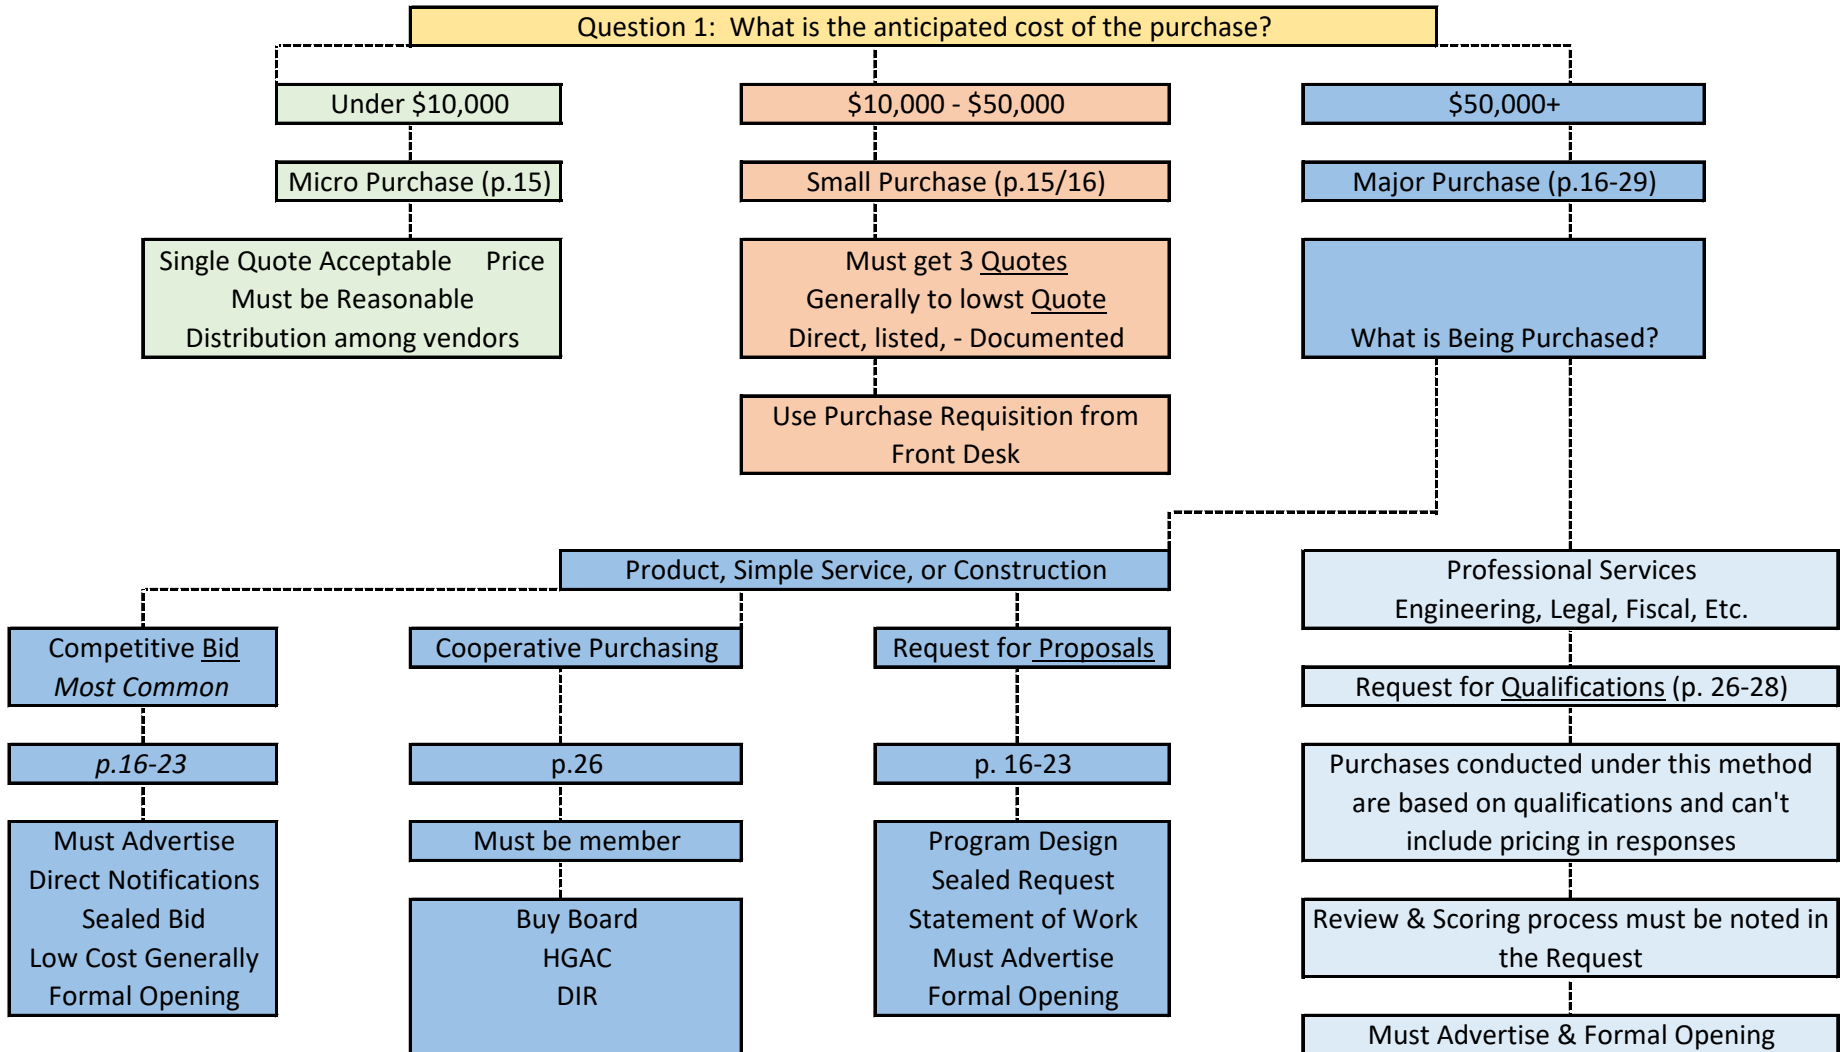 Question 1:  What is the anticipated cost of the purchase?
Under $10,000
$10,000 - $50,000
$50,000+
Micro Purchase (p.15)
Small Purchase (p.15/16)
Major Purchase (p.16-29)
Single Quote Acceptable     Price
Must be Reasonable
Distribution among vendors
Must get 3 Quotes
Generally to lowst Quote
Direct, listed, - Documented
What is Being Purchased?
Use Purchase Requisition from
Front Desk
Product, Simple Service, or Construction
Professional Services
Engineering, Legal, Fiscal, Etc.
Competitive Bid
Most Common
Cooperative Purchasing
Request for Proposals
Request for Qualifications (p. 26-28)
p.16-23
p.26
p. 16-23
Purchases conducted under this method
are based on qualifications and can't
include pricing in responses
Must Advertise
Direct Notifications
Sealed Bid
Low Cost Generally
Formal Opening
Must be member
Buy Board
HGAC
DIR
Program Design
Sealed Request
Statement of Work
Must Advertise
Formal Opening
Review & Scoring process must be noted in
the Request
Must Advertise & Formal Opening